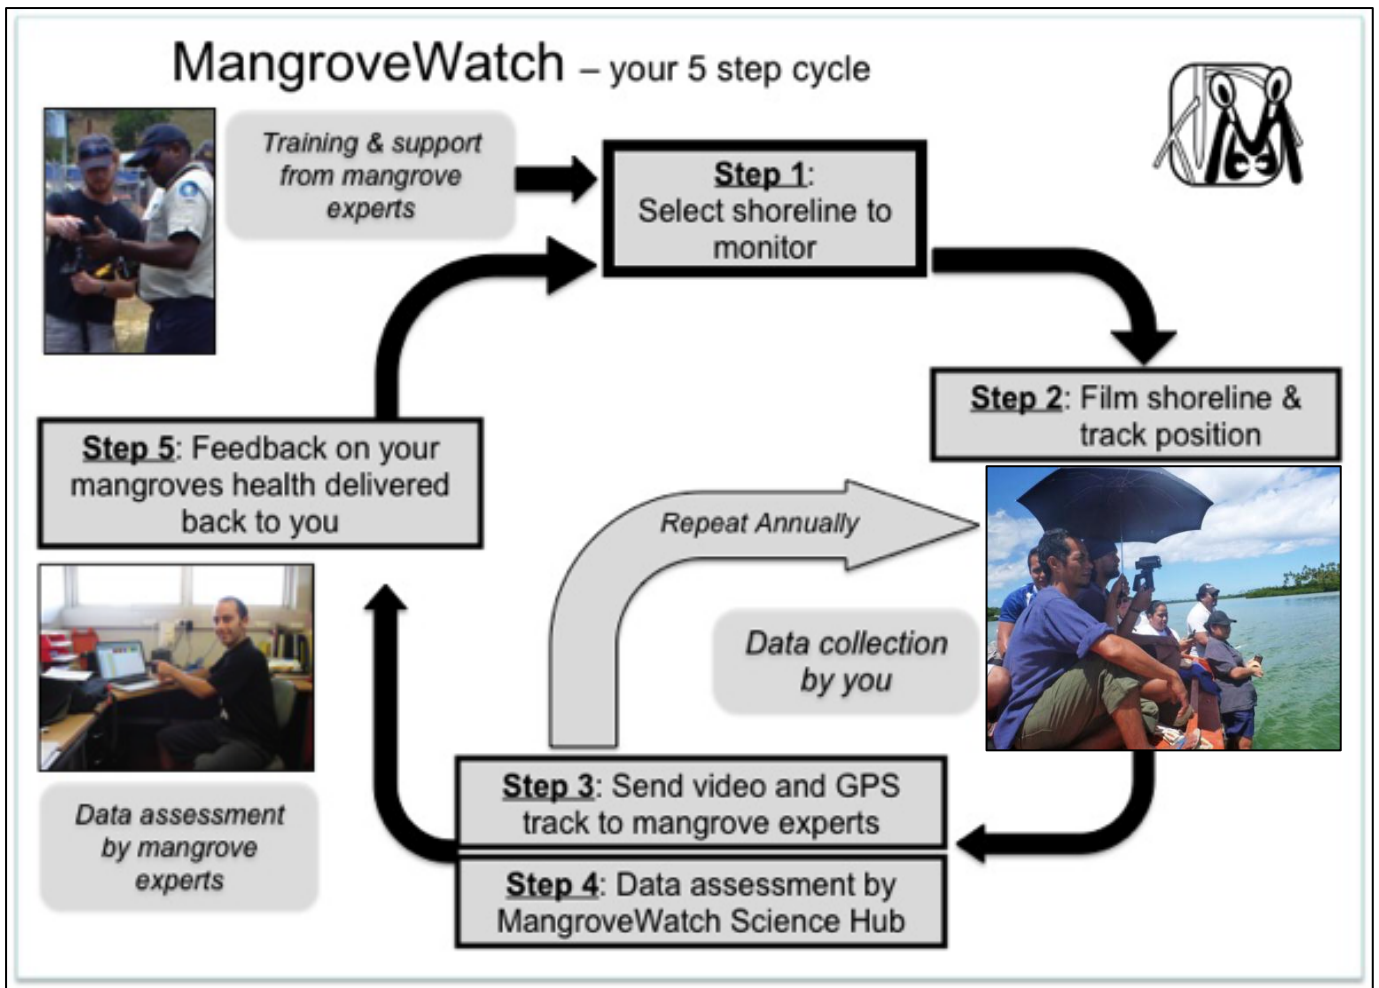 MangroveWatch – your 5 step cycle
Training & support
from mangrove
experts
Step 1:
Select shoreline to
monitor
Step 2: Film shoreline &
track position
Step 5: Feedback on your
mangroves health delivered
back to you
Repeat Annually
Data collection
by you
Step 3: Send video and GPS
track to mangrove experts
Data assessment
by mangrove
experts
Step 4: Data assessment by
MangroveWatch Science Hub